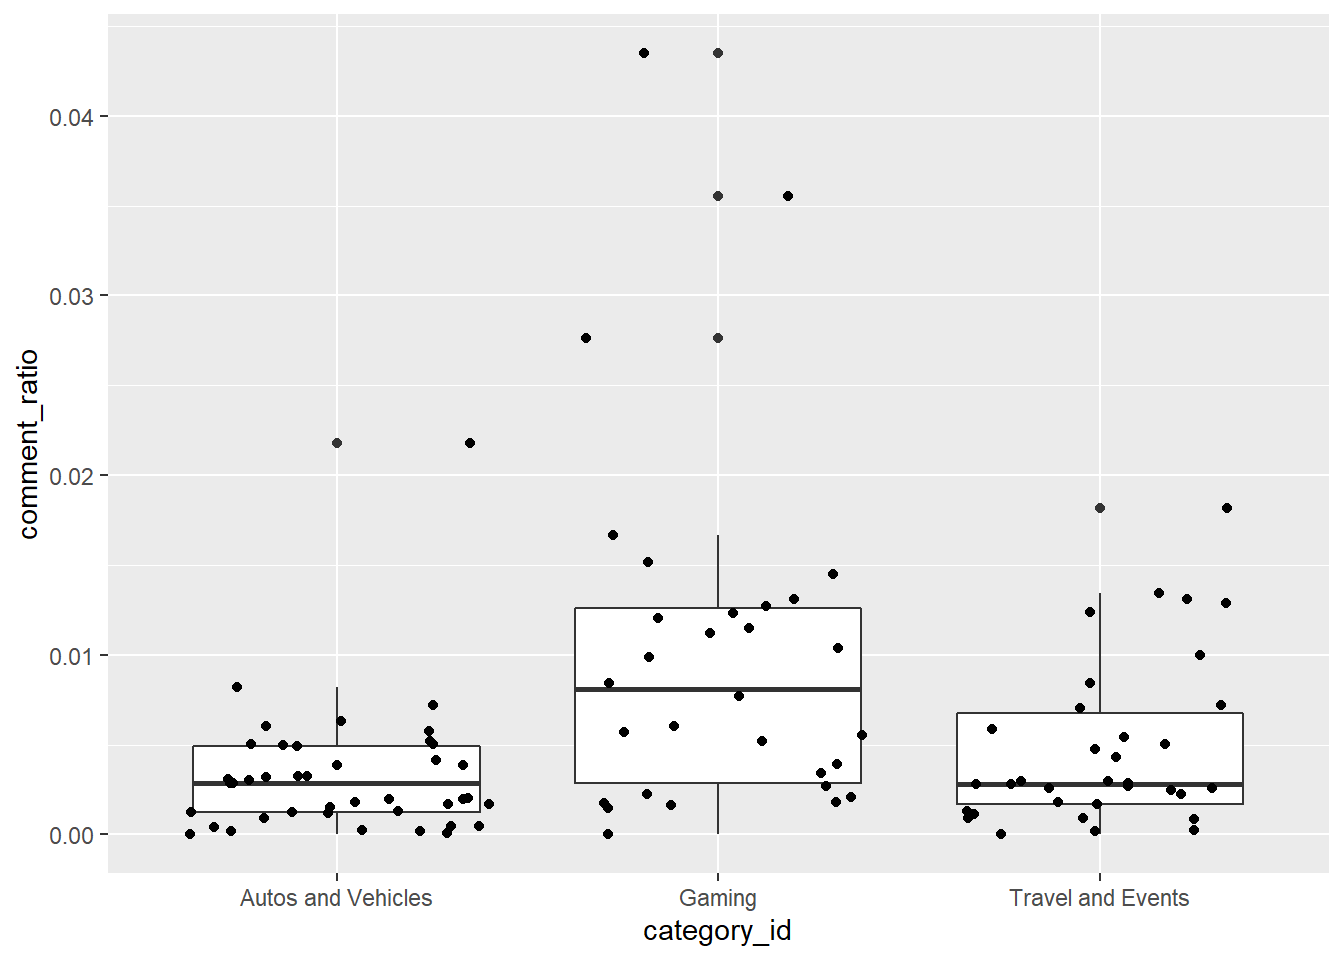 comment_ratio
0.04
0.03
0.02
0.01
0.00
Autos and Vehicles
Gaming
Travel and Events
category_id